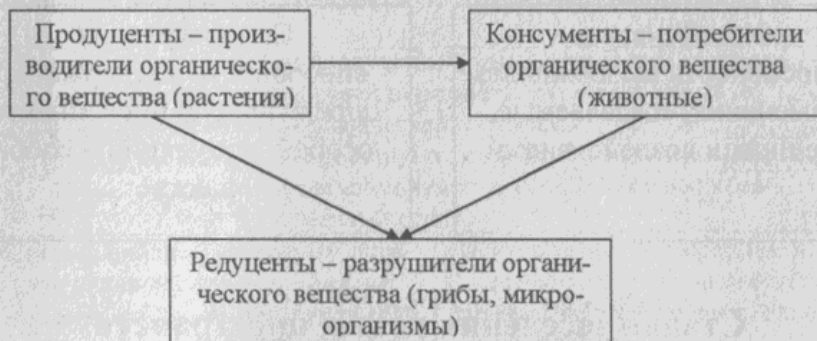 Продуценты – произ-
водители органическо-
го вещества (растения)
Консументы – потребители
органического вещества
(животные)
Редуценты – разрушители органи-
ческого вещества (грибы, микро-
организмы)